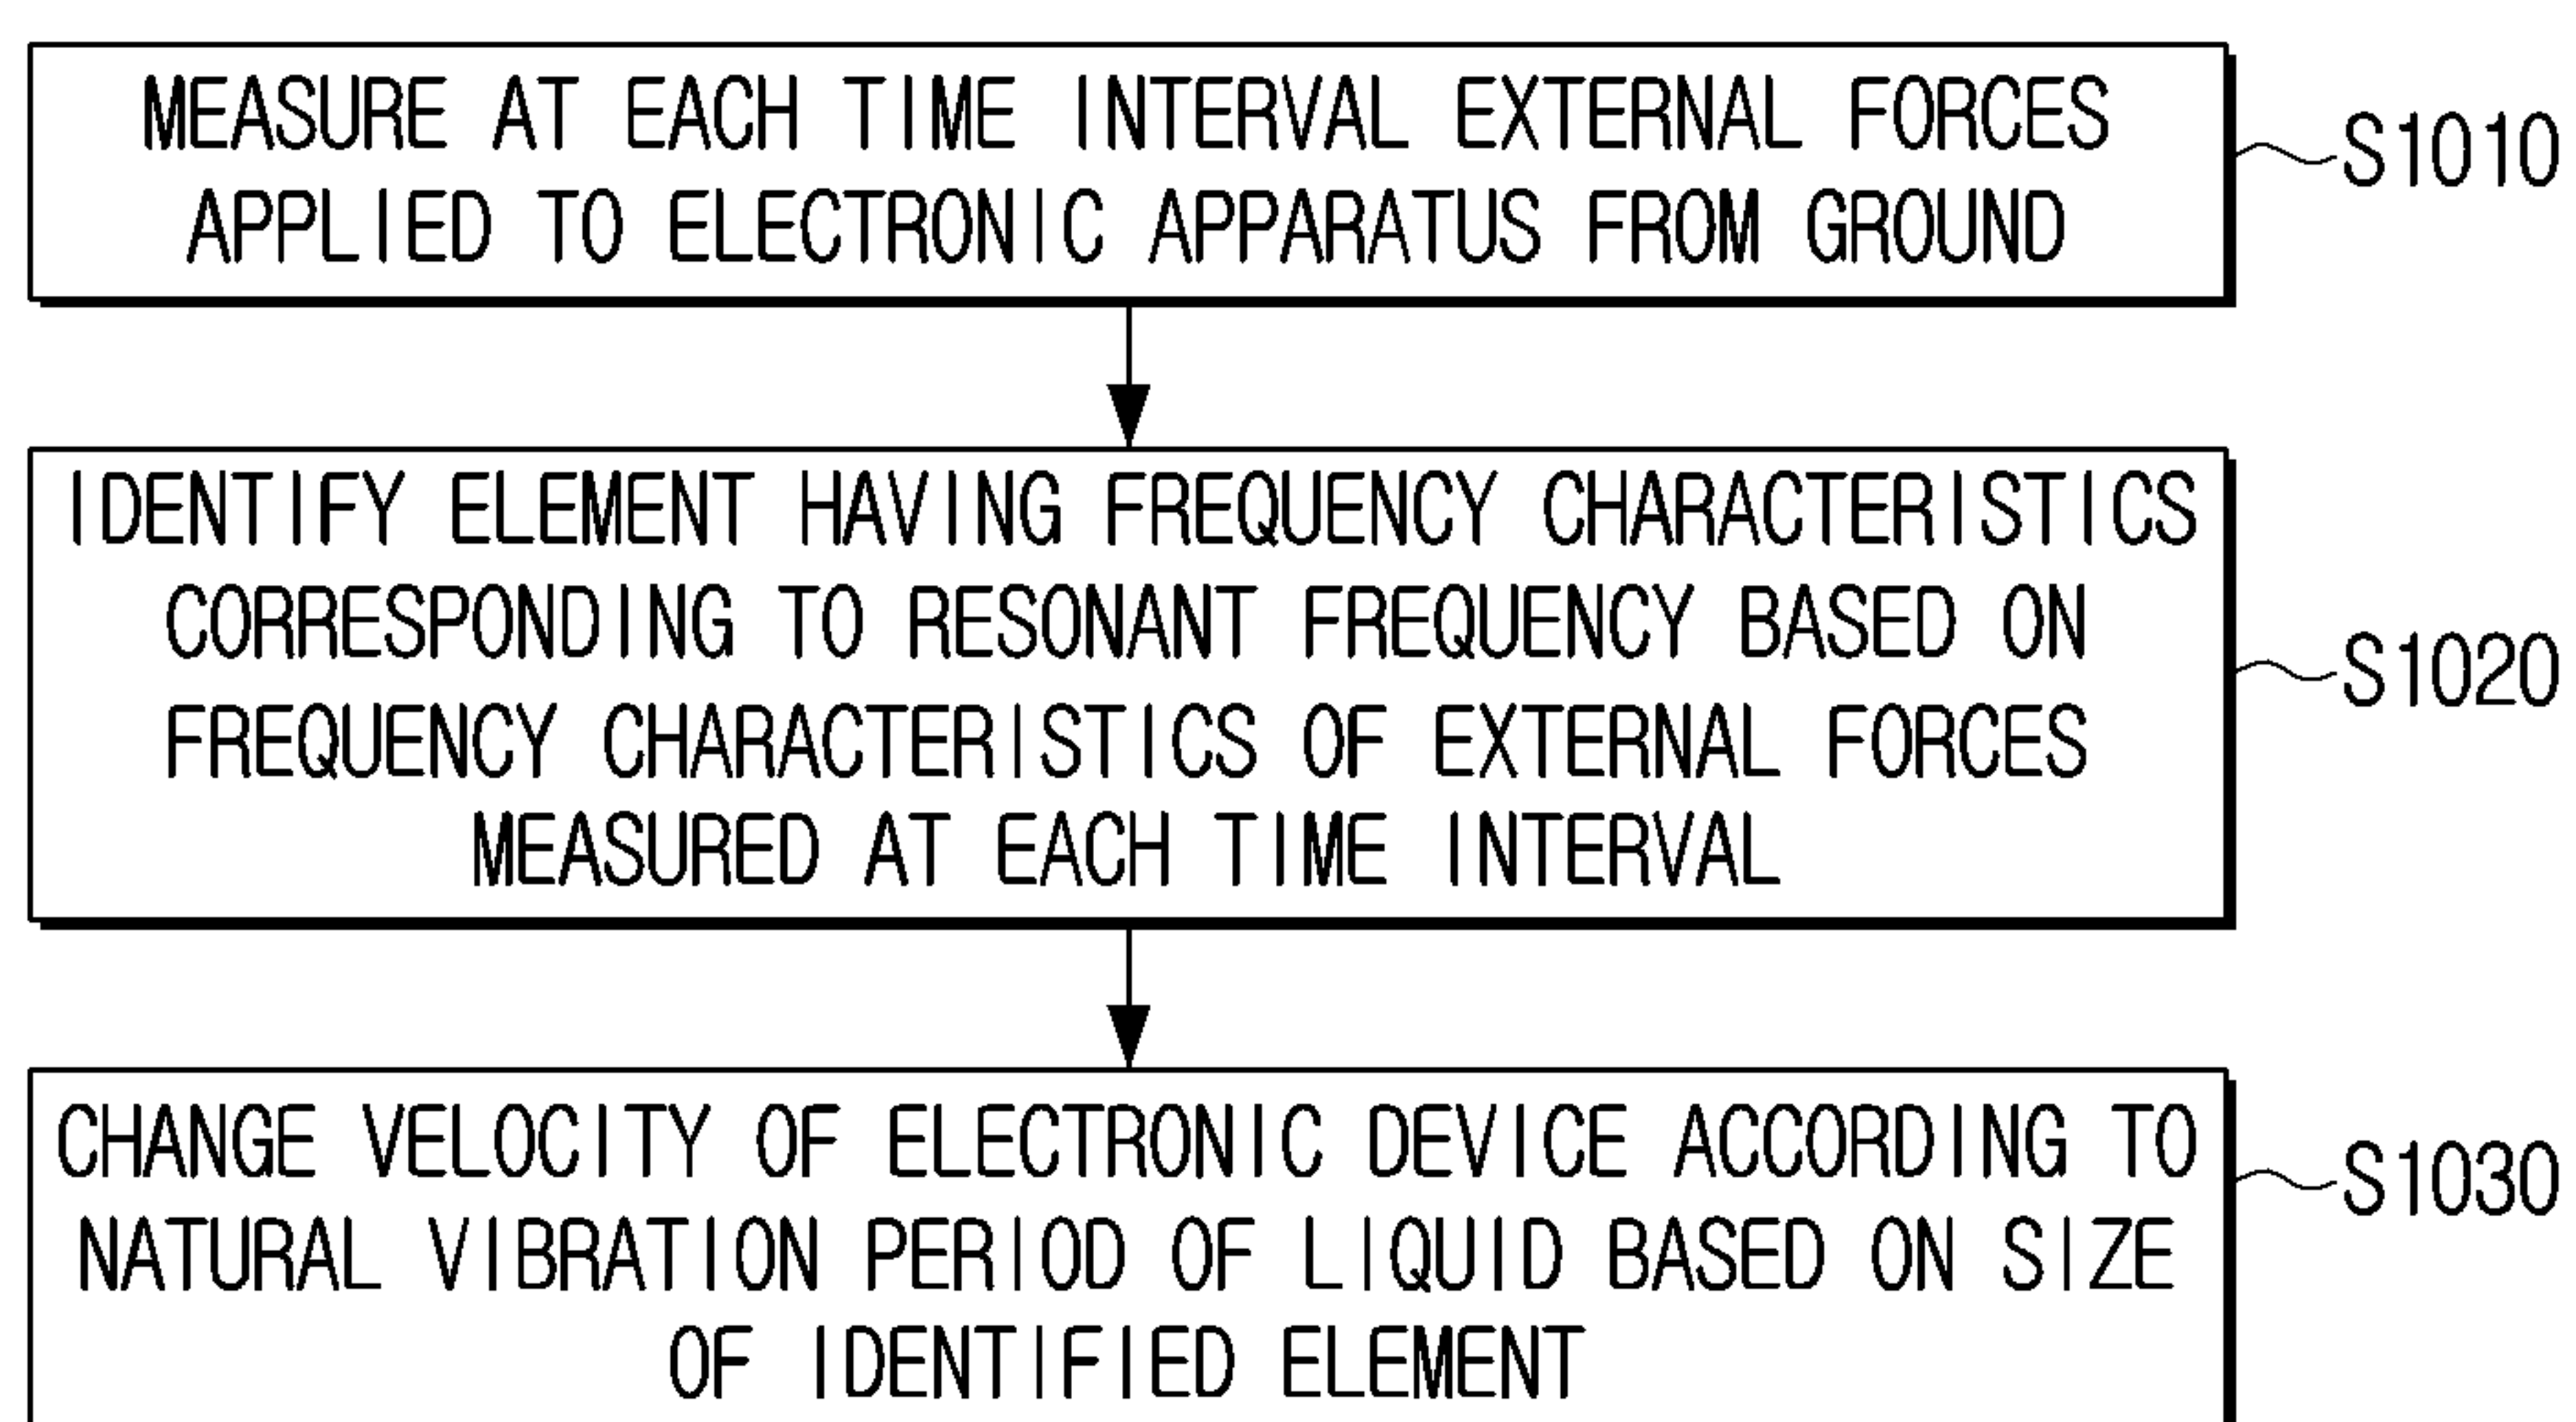 MEASURE AT EACH TIME INTERVAL EXTERNAL FORCES
APPLIED TO ELECTRONIC APPARATUS FROM GROUND
S1010
IDENTIFY ELEMENT HAVING FREQUENCY CHARACTERISTICS
CORRESPONDING TO RESONANT FREQUENCY BASED ON
FREQUENCY CHARACTERISTICS OF EXTERNAL FORCES
MEASURED AT EACH TIME INTERVAL
S1020
CHANGE VELOCITY OF ELECTRONIC DEVICE ACCORDING TO
NATURAL VIBRATION PERIOD OF LIQUID BASED ON SIZE
OF IDENTIFIED ELEMENT
S1030